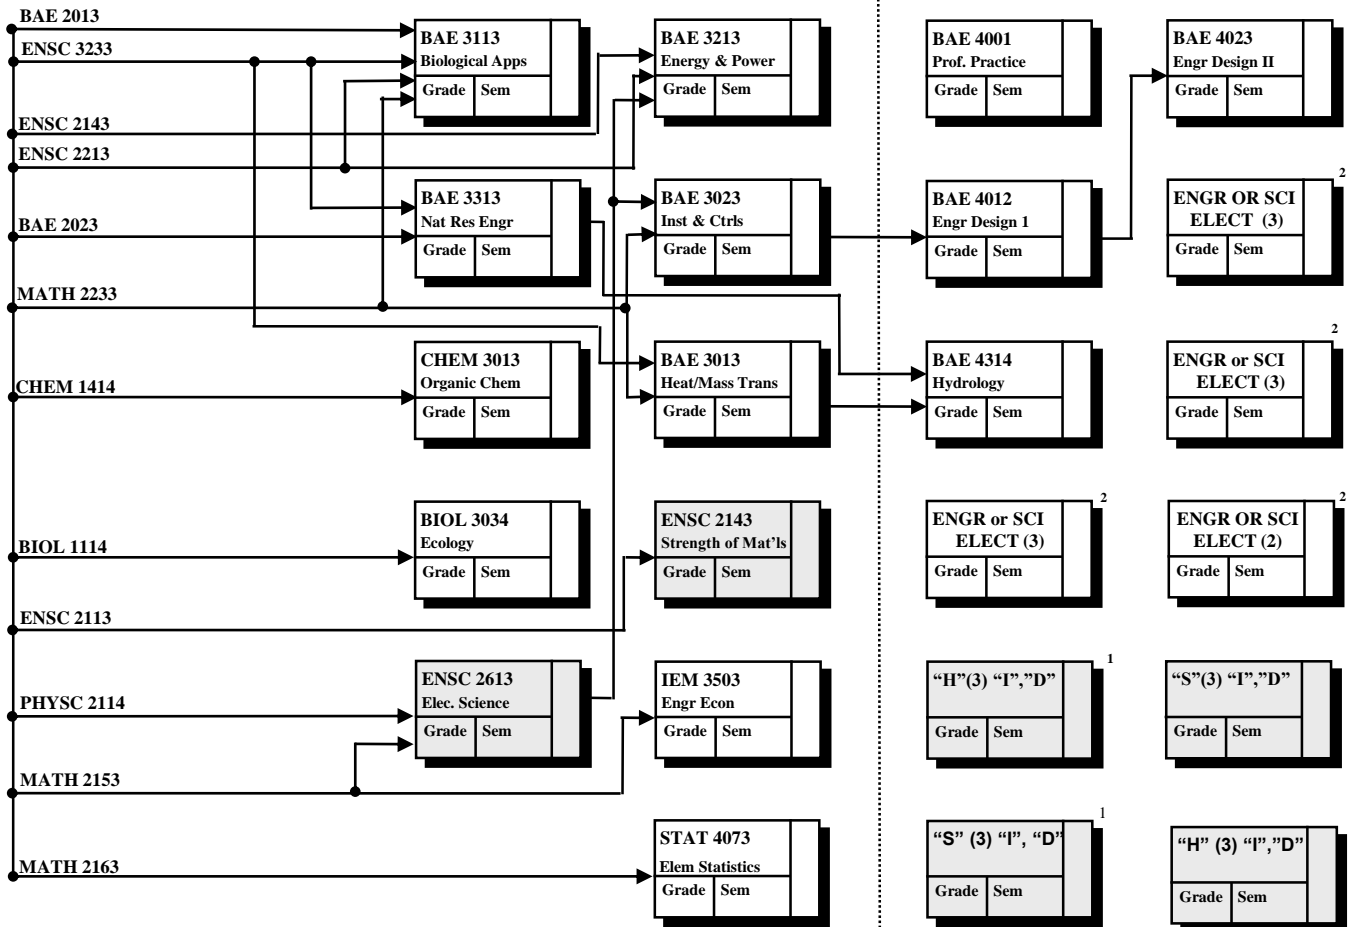 BAE 2013
ENSC 3233
ENSC 2143
ENSC 2213
BAE 2023
MATH 2233
CHEM 1414
BIOL 1114
ENSC 2113
PHYSC 2114
MATH 2153
MATH 2163
BAE 3113
Biological Apps
Grade Sem
BAE 3313
Nat Res Engr
Grade Sem
CHEM 3013
Organic Chem
Grade Sem
BIOL 3034
Ecology
Grade Sem
ENSC 2613
Elec. Science
Grade Sem
BAE 3213
Energy & Power
Grade Sem
BAE 3023
Inst & Ctrls
Grade Sem
BAE 3013
Heat/Mass Trans
Grade Sem
ENSC 2143
Strength of Mat’ls
Grade Sem
IEM 3503
Engr Econ
Grade Sem
STAT 4073
Elem Statistics
Grade Sem
BAE 4001
Prof. Practice
Grade Sem
BAE 4012
Engr Design 1
Grade Sem
BAE 4314
Hydrology
Grade Sem
2
ENGR or SCI
ELECT (3)
Grade Sem
1
“H”(3) “I”,”D”
Grade Sem
1
“S” (3) “I”, “D”
Grade Sem
BAE 4023
Engr Design II
Grade Sem
2
ENGR OR SCI
ELECT (3)
Grade Sem
2
ENGR or SCI
ELECT (3)
Grade Sem
2
ENGR OR SCI
ELECT (2)
Grade Sem
“S”(3) “I”,”D”
Grade Sem
“H” (3) “I”,”D”
Grade Sem